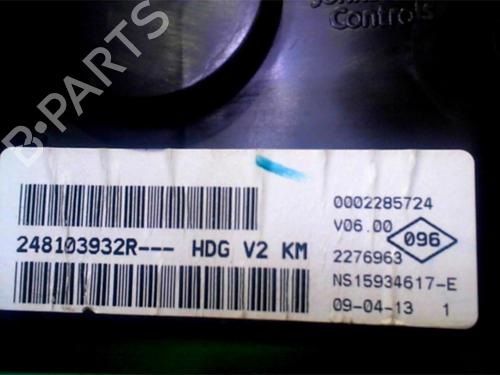 Controls
B-PARTS
0002285724
V06.00
096
248103932R--- HDG V2 KM
2276963
NS15934617-E
09-04-13 1